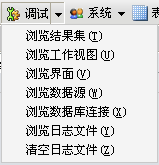 调试 系统 表
浏览结果集(T)
浏览工作视图(U)
浏览界面(V)
浏览数据源(W)
浏览数据库连接(X)
浏览日志文件(Y)
清空日志文件(Z)